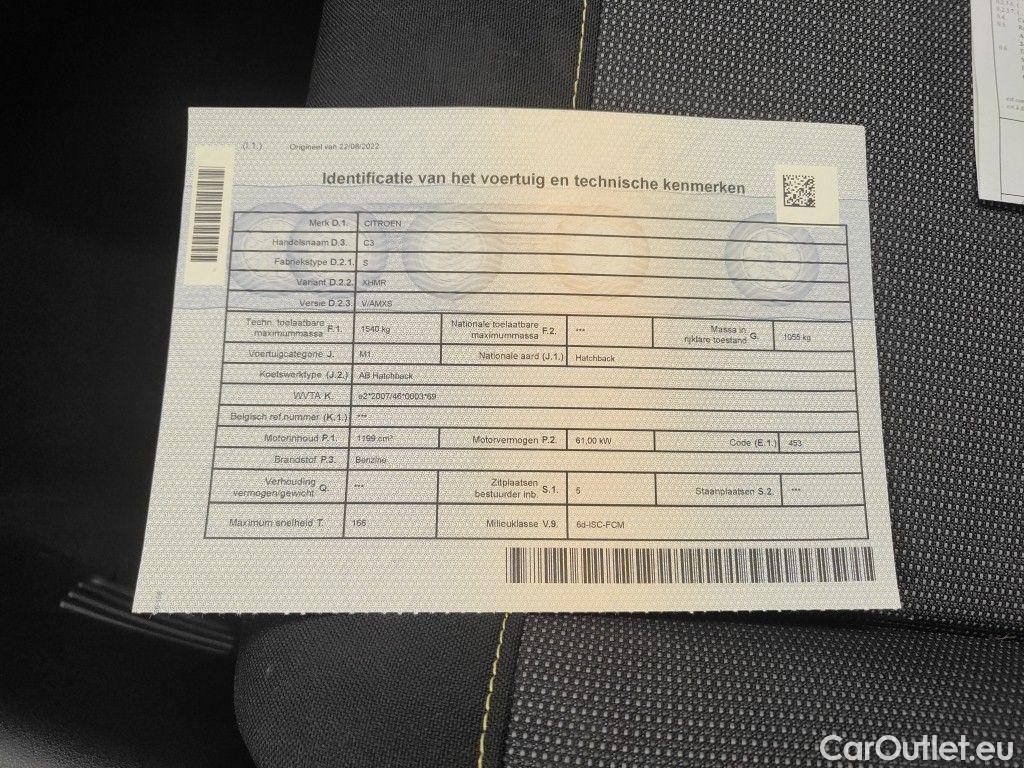 (I.1.) Origineel van 22/08/2022
Identificatie van het voertuig en technische kenmerken
Merk D.1. CITROEN
Handelsnaam D.3. C3
Fabriekstype D.2.1. S
Variant D.2.2. XHMR
Versie D.2.3. V/AMXS
Techn. toelaatbare maximummassa F.1. 1540 kg Nationale toelaatbare maximummassa F.2. *** Massa in rijklare toestand G. 1055 kg
Voertuigcategorie J. M1 Nationale aard (J.1.) Hatchback
Koetswerktype (J.2.) AB Hatchback
WVTA K. e2*2007/46*0003*69
Belgisch ref.nummer (K.1.) ***
Motorinhoud P.1. 1199 cm³ Motorvermogen P.2. 61,00 kW Code (E.1.) 453
Brandstof P.3. Benzine
Verhouding vermogen/gewicht Q. *** Zitplaatsen bestuurder inb. S.1. 5 Staanplaatsen S.2. ***
Maximum snelheid T. 166 Milieuklasse V.9. 6d-ISC-FCM
CarOutlet.eu